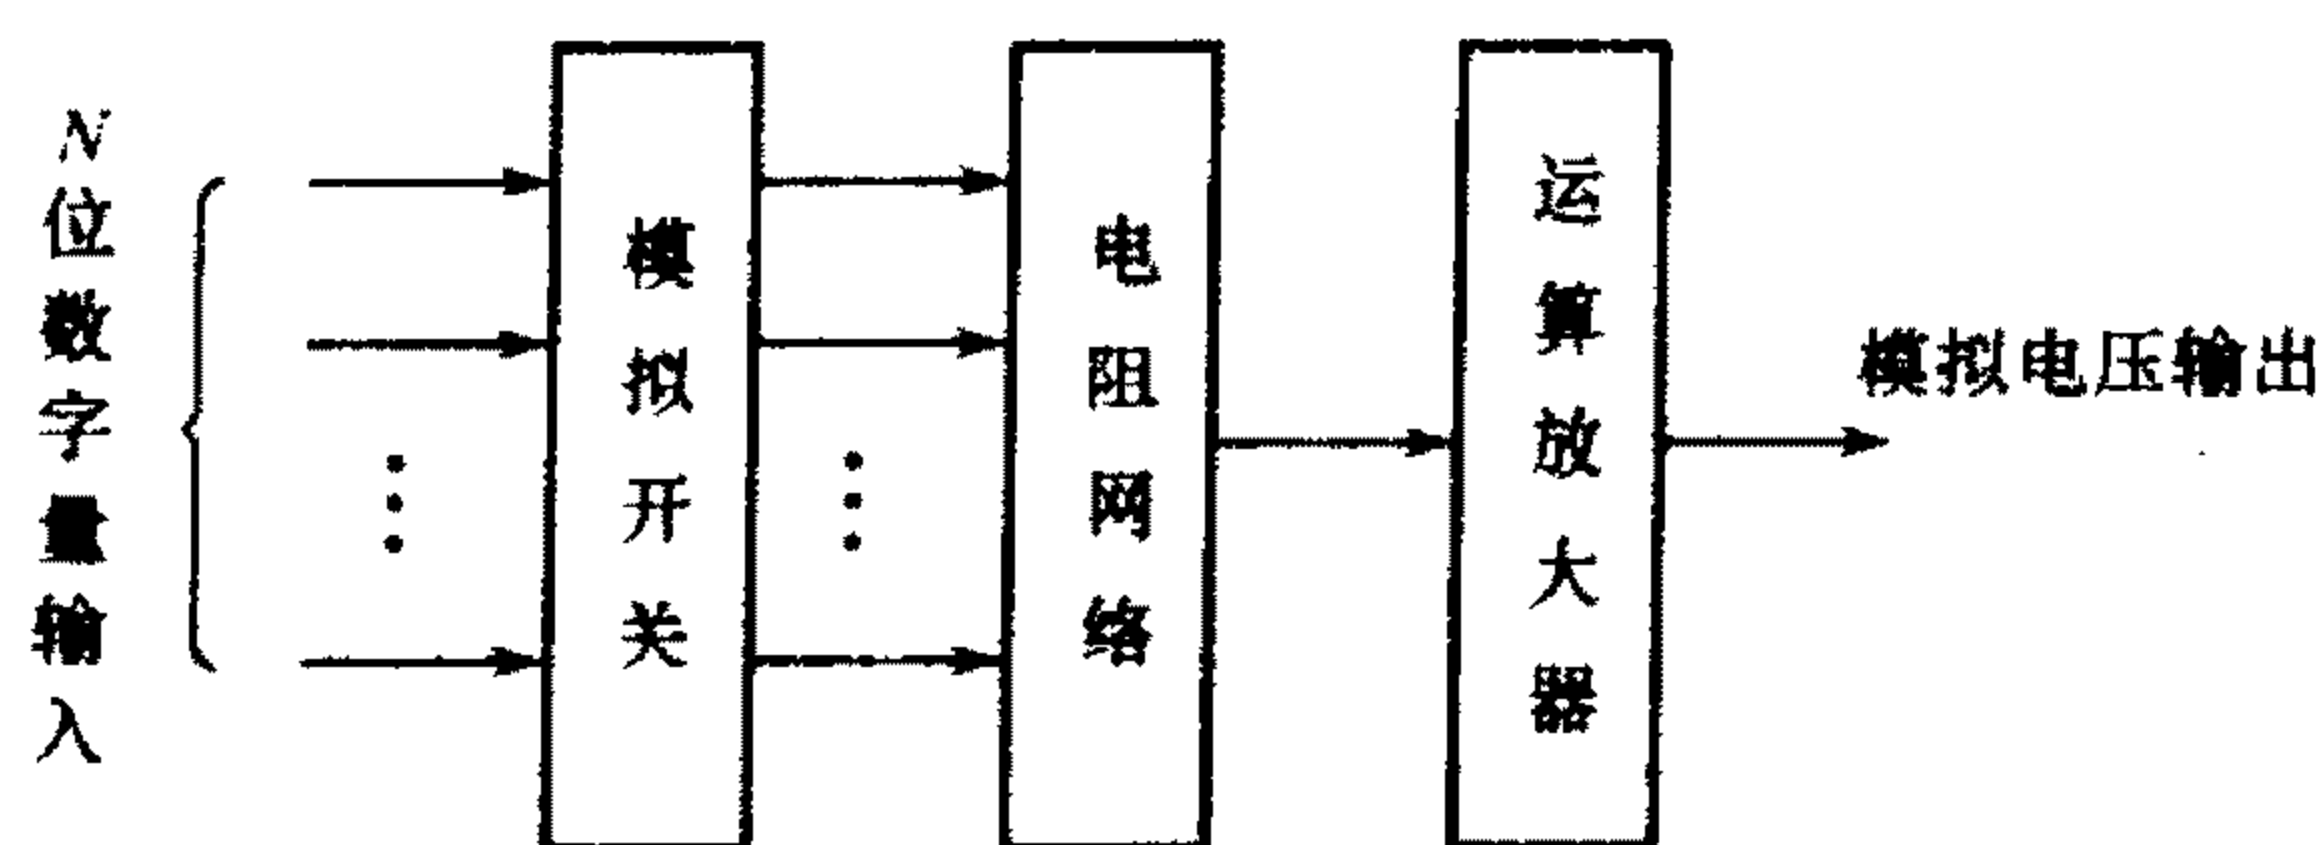 N位数字量输入
模拟开关
电阻网络
运算放大器
模拟电压输出